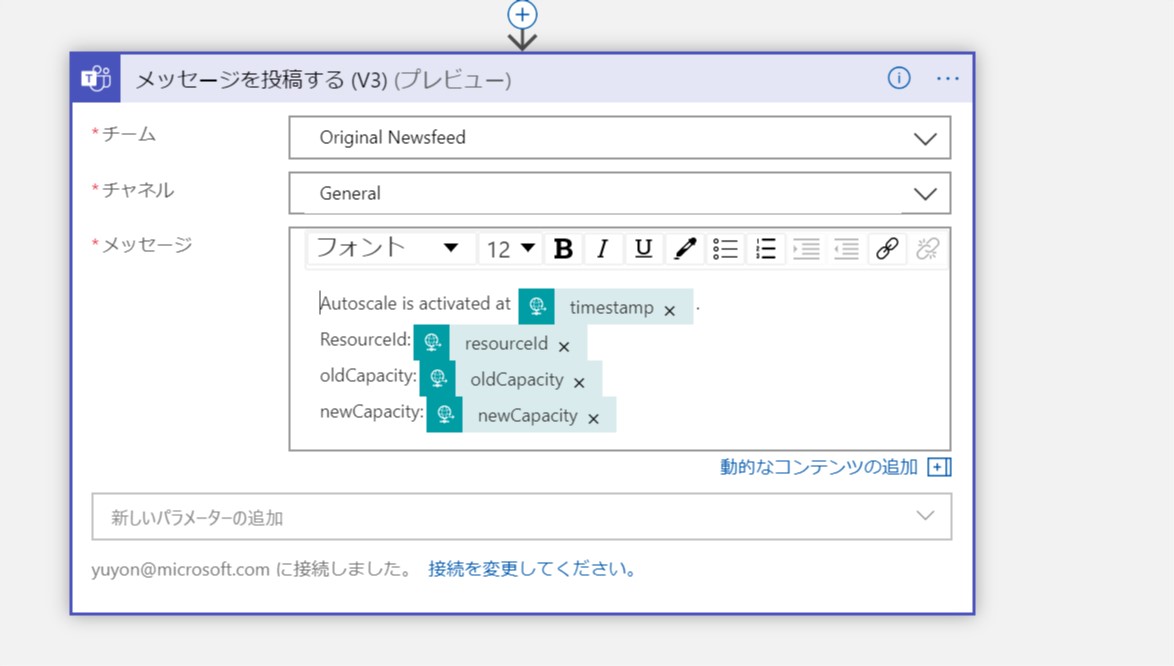 メッセージを投稿する (V3) (プレビュー)
*チーム Original Newsfeed
*チャネル General
*メッセージ フォント 12 B I U
Autoscale is activated at timestamp × .
ResourceId: resourceId ×
oldCapacity: oldCapacity ×
newCapacity: newCapacity ×
動的なコンテンツの追加
新しいパラメーターの追加
yuyon@microsoft.com に接続しました。 接続を変更してください。